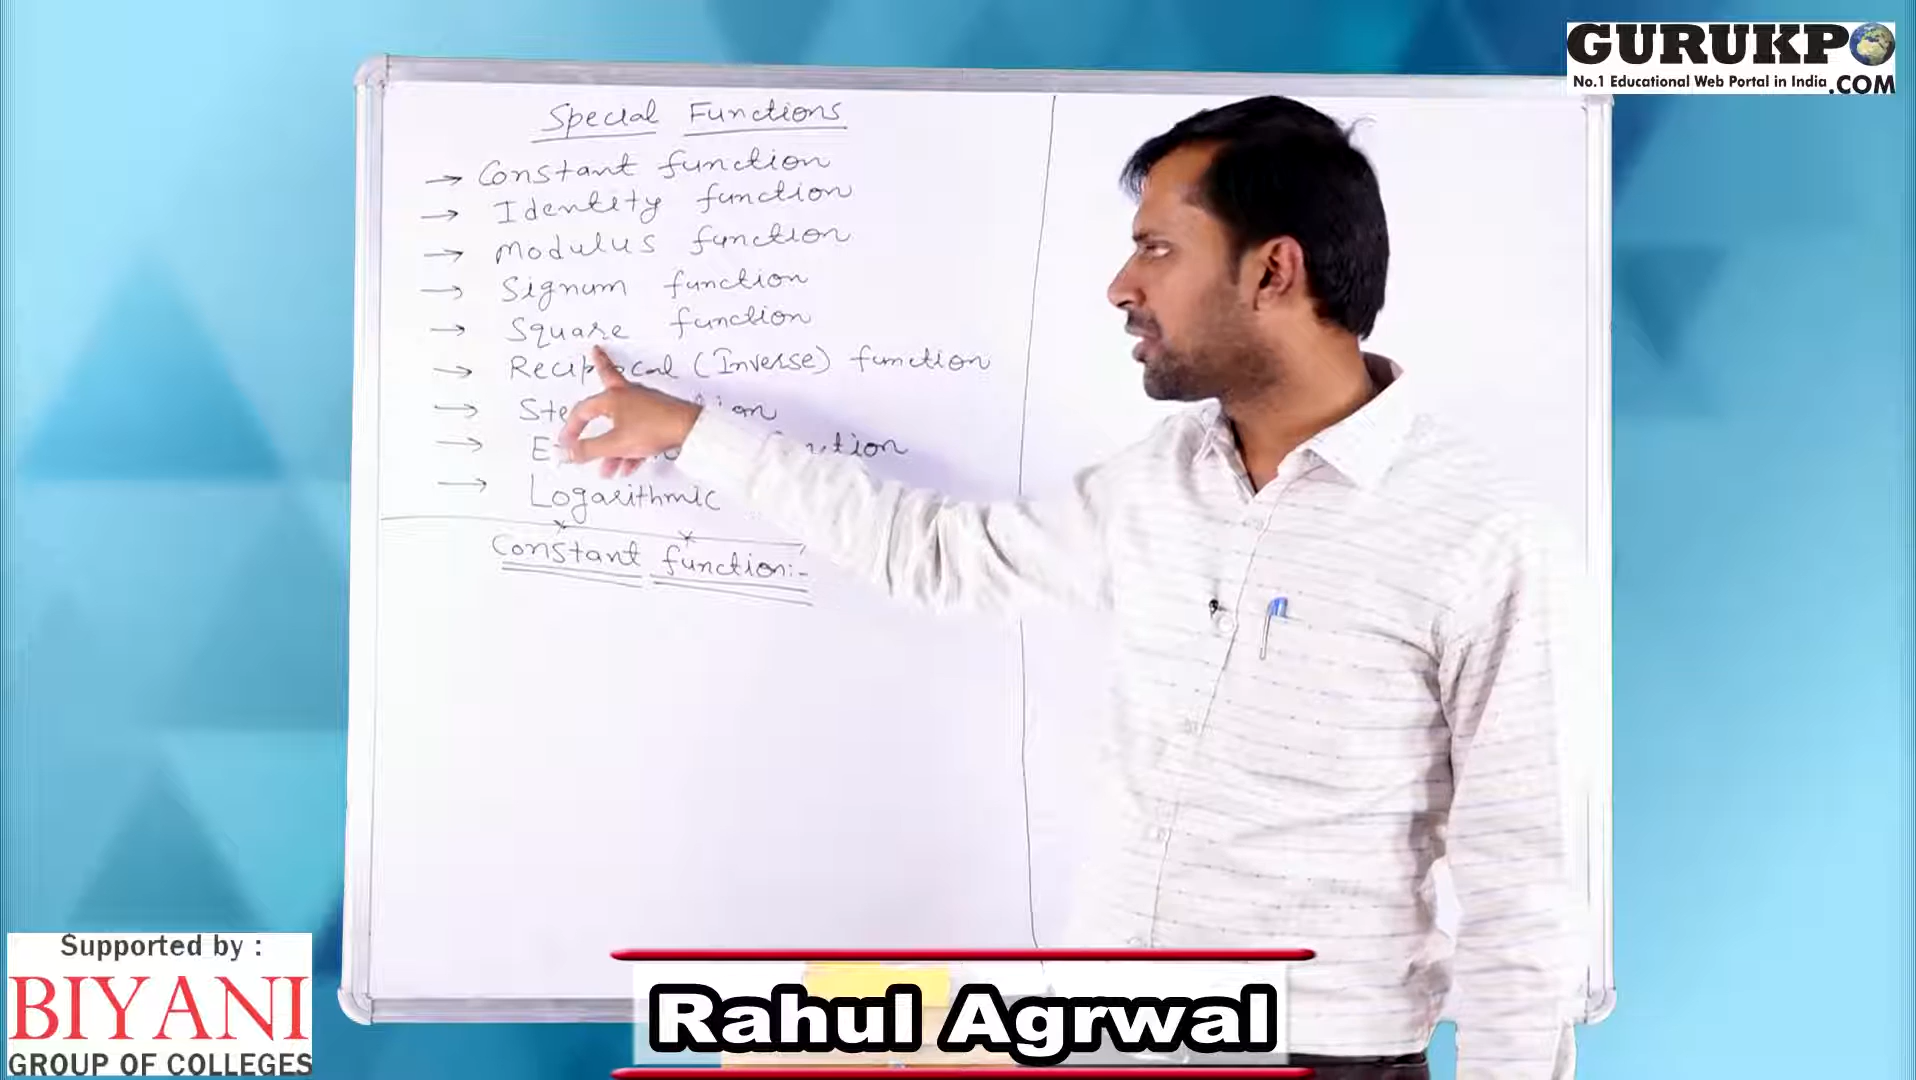 GURUKPO
No.1 Educational Web Portal in India .COM
Special Functions
→ Constant function
→ Identity function
→ Modulus function
→ Signum function
→ Square function
→ Reciprocal (Inverse) function
→
→
→ Logarithmic
Constant function:-
Supported by :
BIYANI
GROUP OF COLLEGES
Rahul Agrwal